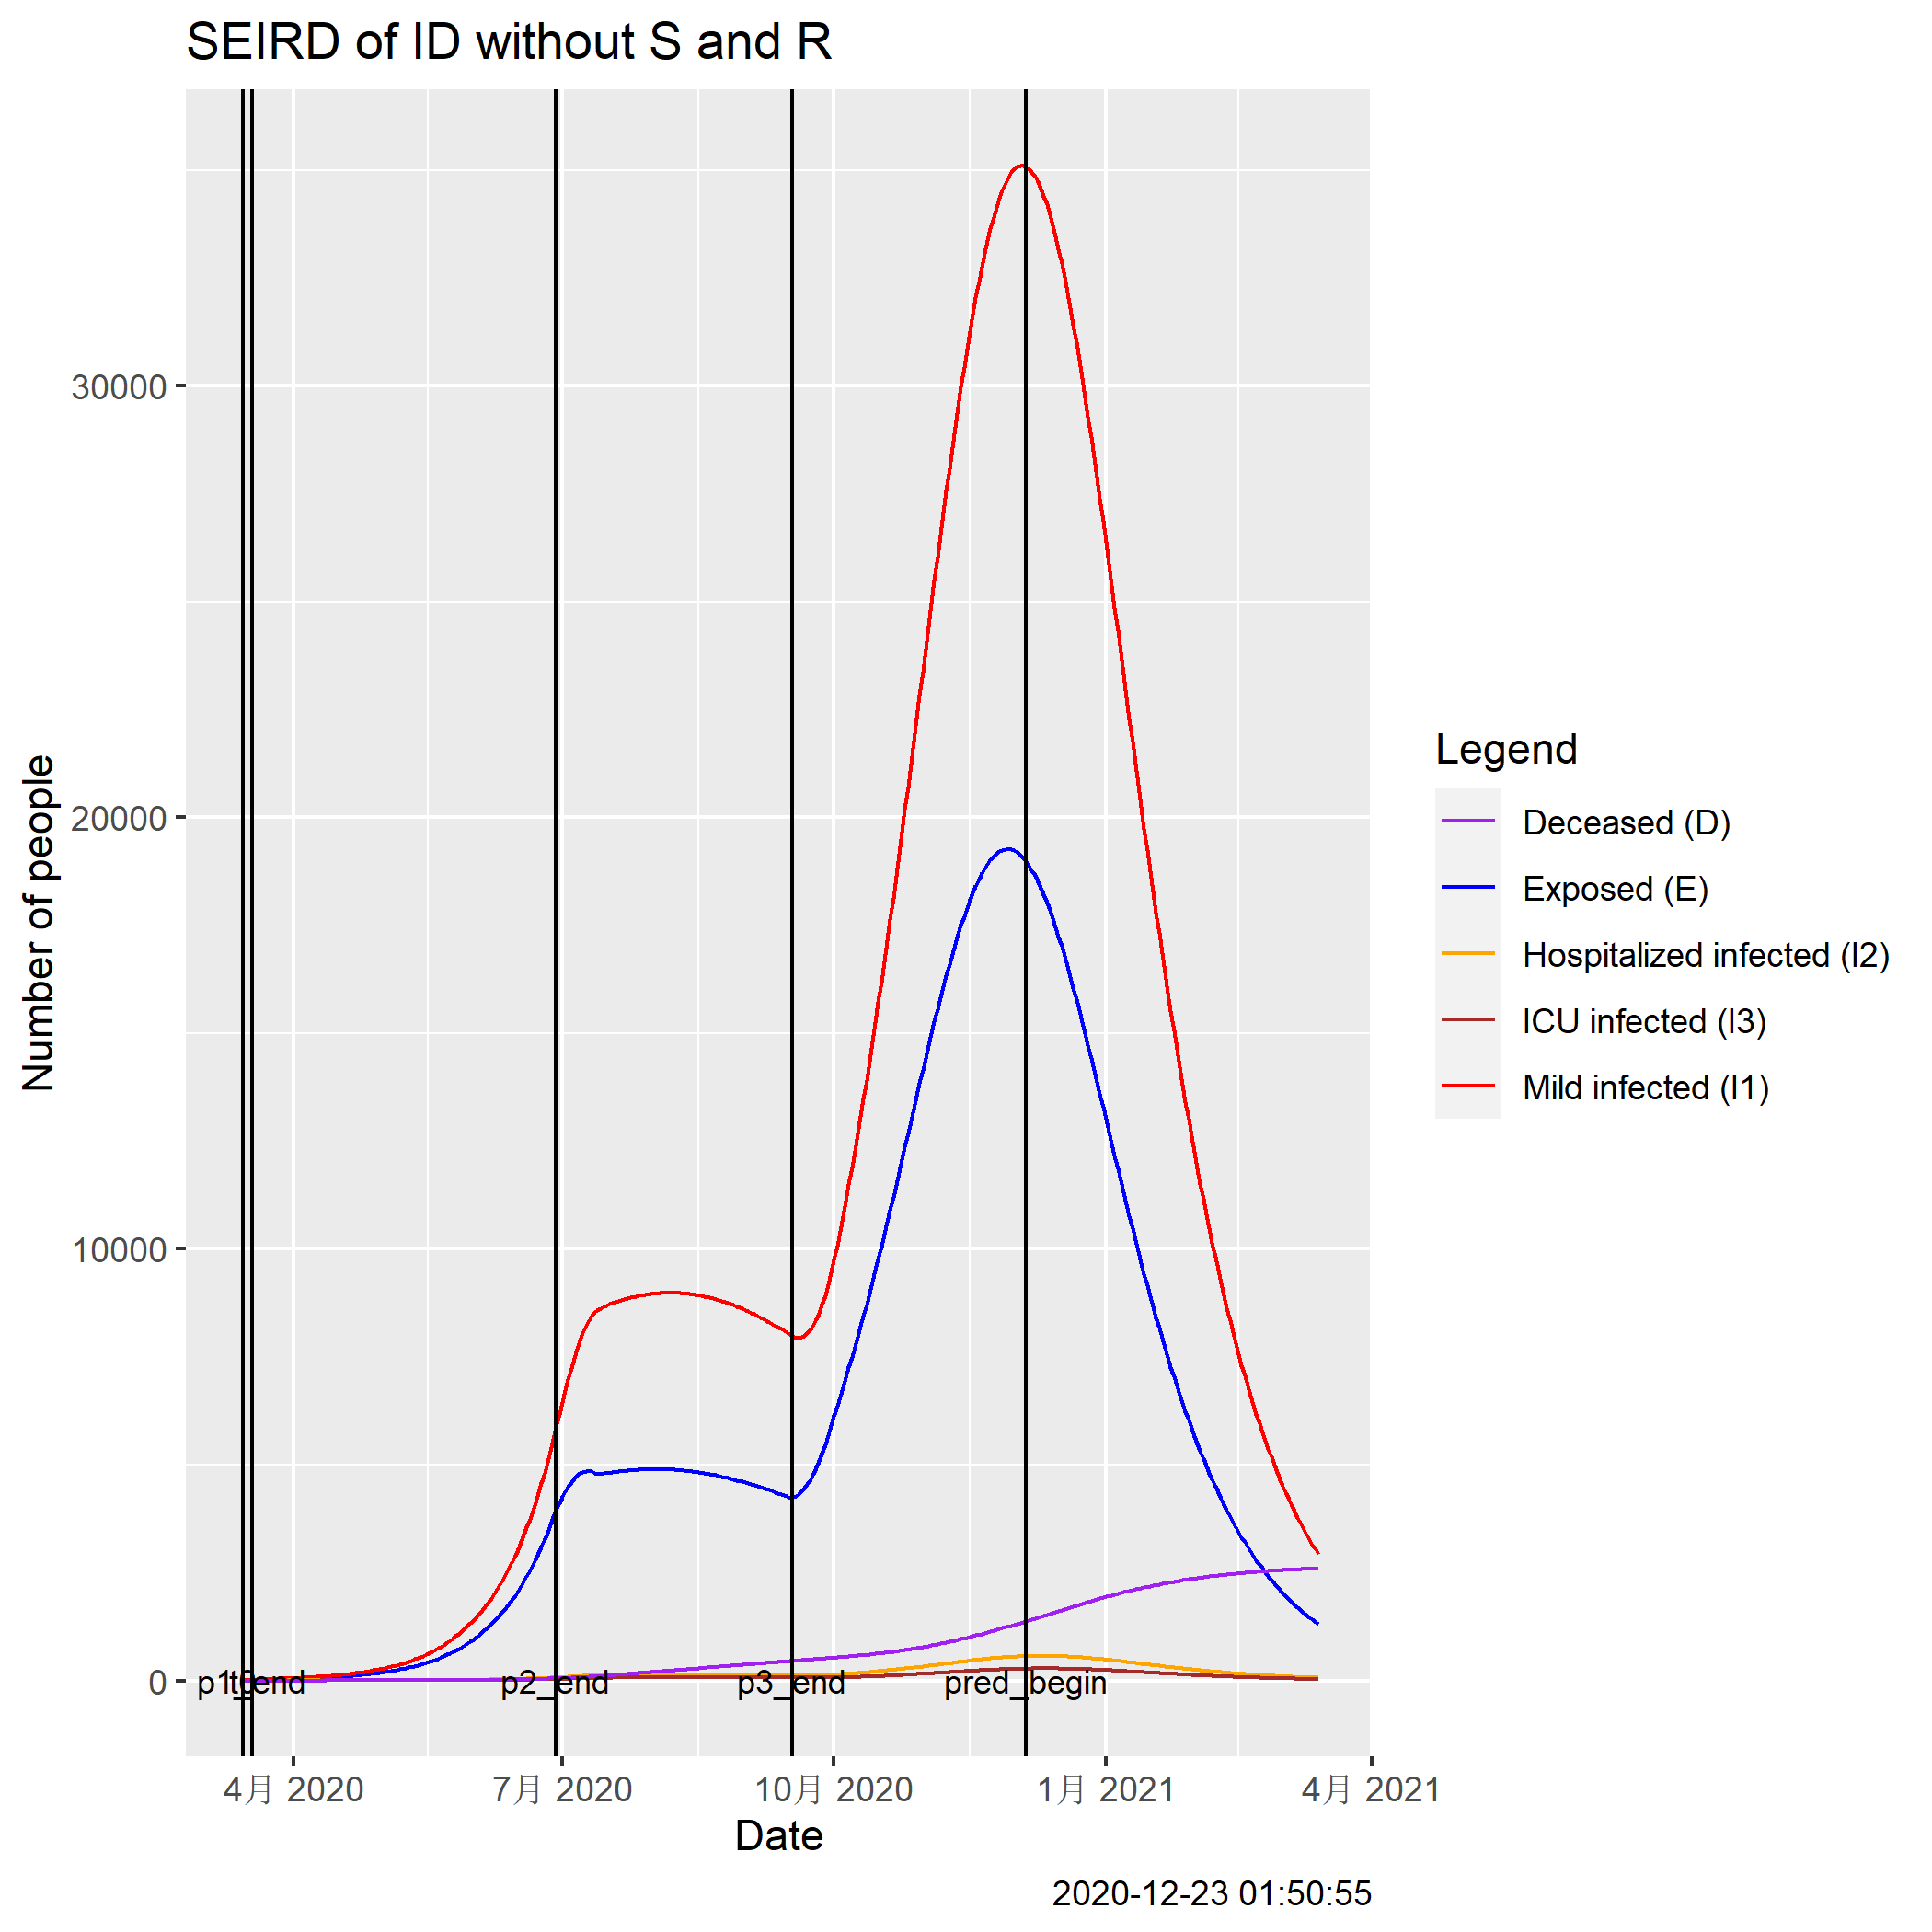 SEIRD of ID without S and R
Number of people
30000
20000
10000
0
p1_end
t0
p2_end
p3_end
pred_begin
4月 2020
7月 2020
10月 2020
1月 2021
4月 2021
Date
Legend
Deceased (D)
Exposed (E)
Hospitalized infected (I2)
ICU infected (I3)
Mild infected (I1)
2020-12-23 01:50:55